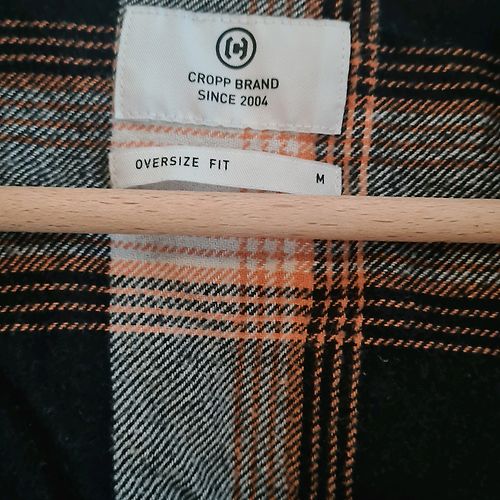 CROPP BRAND
SINCE 2004
OVERSIZE FIT M